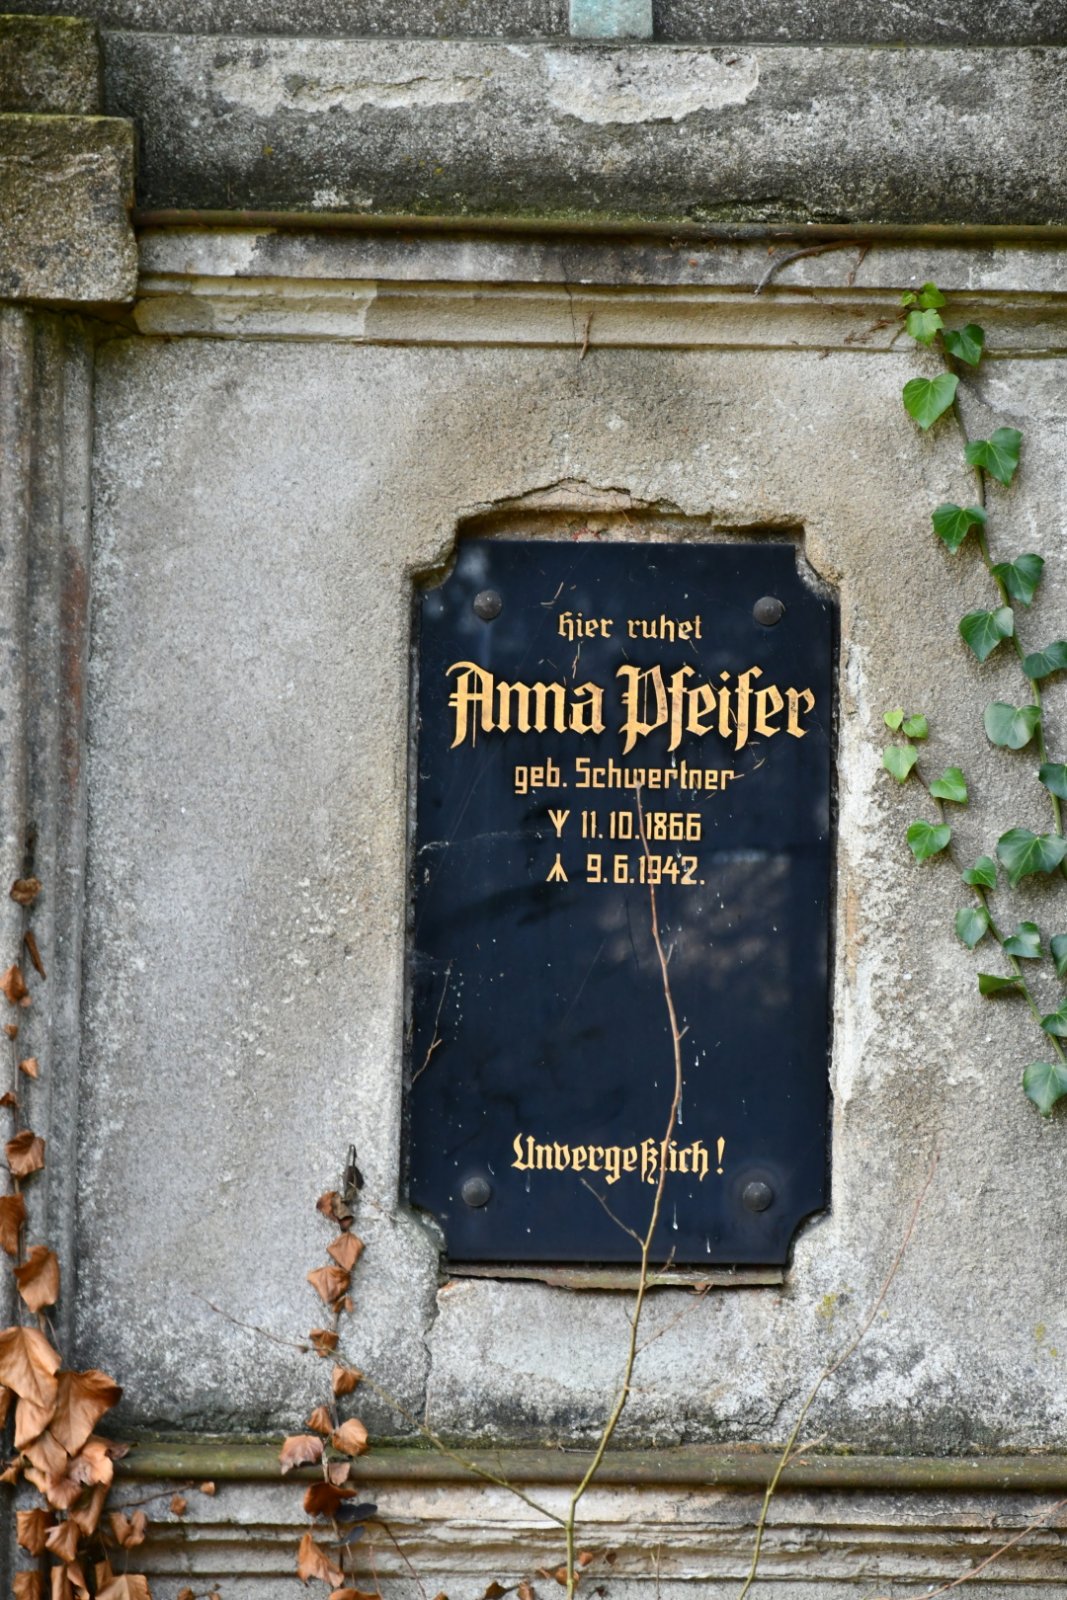 Hier ruhet
Anna Pfeifer
geb. Schwertner
ᛉ 11.10.1866
ᛦ 9.6.1942.
Unvergeßlich!